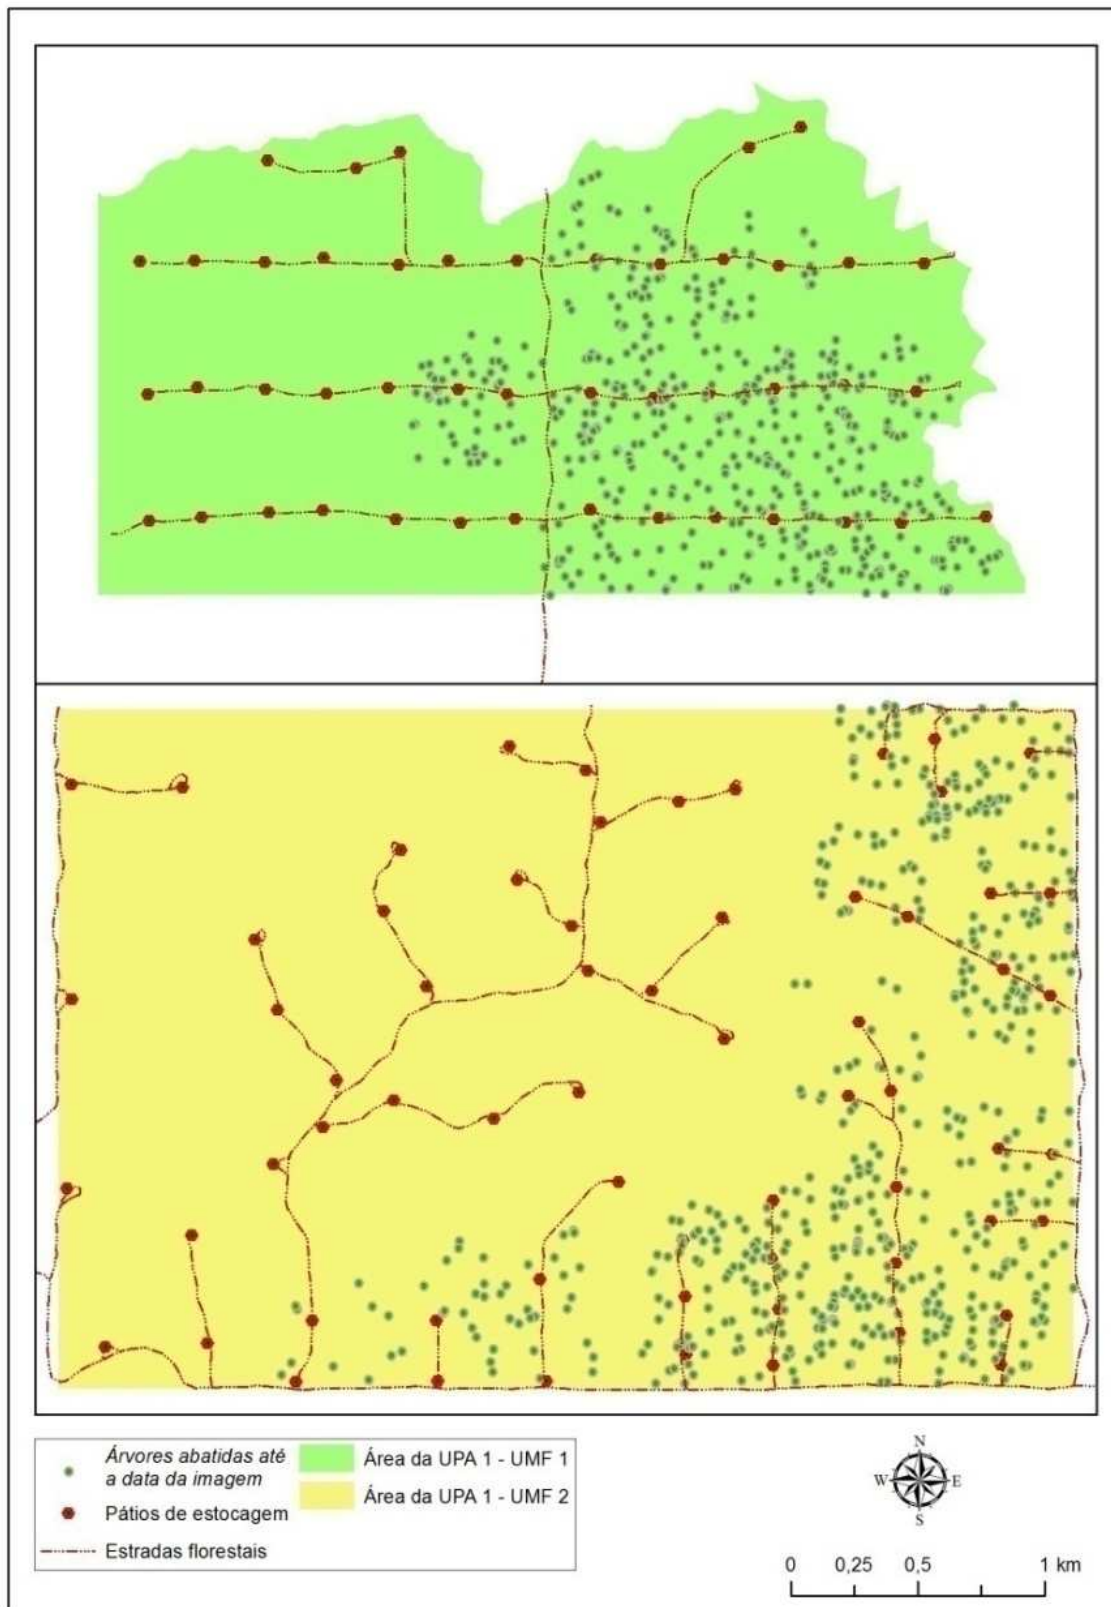 Árvores abatidas até
a data da imagem
Pátios de estocagem
Estradas florestais
Área da UPA 1 - UMF 1
Área da UPA 1 - UMF 2
N
W E
S
0 0,25 0,5 1 km